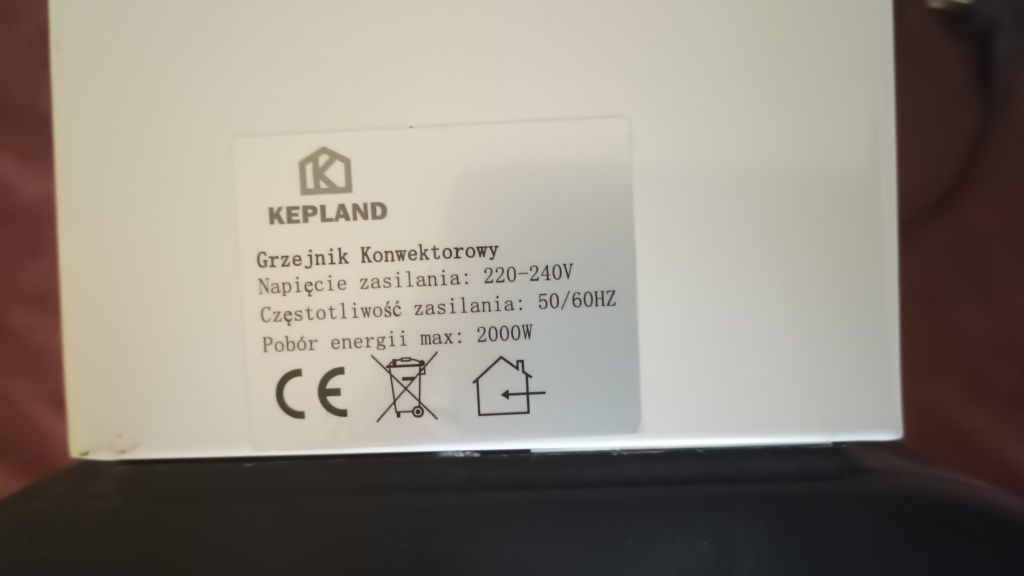 KEPLAND
Grzejnik Konwektorowy
Napięcie zasilania: 220-240V
Częstotliwość zasilania: 50/60HZ
Pobór energii max: 2000W
CE